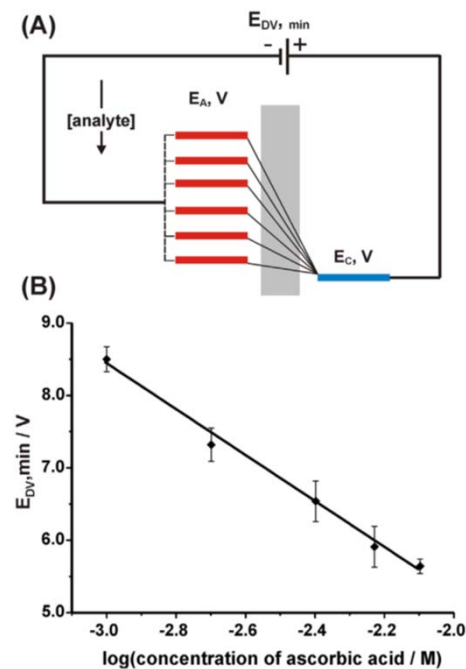 (A)
E_DV, min
- +
E_A, V
[analyte]
E_C, V
(B)
9.0
8.0
7.0
6.0
5.0
E_DV,min / V
-3.0 -2.8 -2.6 -2.4 -2.2 -2.0
log(concentration of ascorbic acid / M)